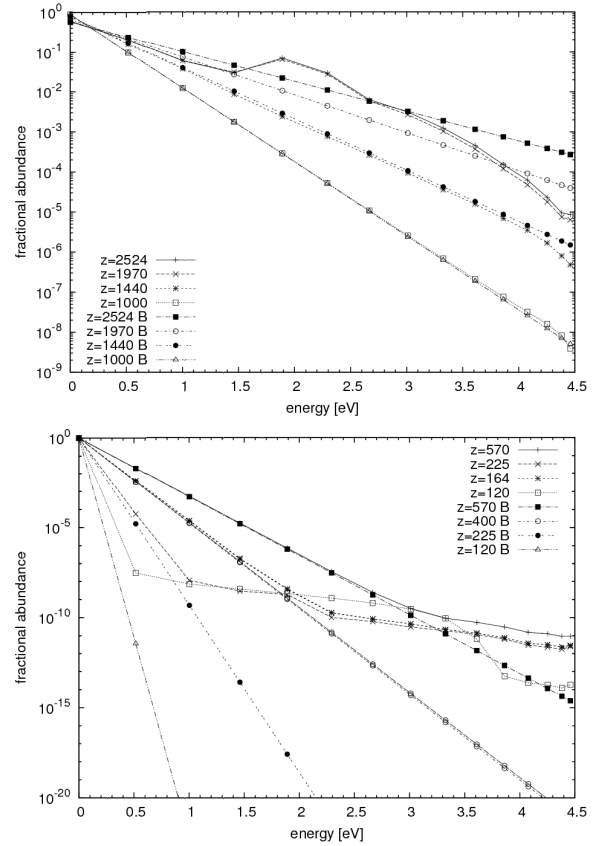 10^0
10^-1
10^-2
10^-3
10^-4
10^-5
10^-6
10^-7
10^-8
10^-9
fractional abundance
z=2524
z=1970
z=1440
z=1000
z=2524 B
z=1970 B
z=1440 B
z=1000 B
0 0.5 1 1.5 2 2.5 3 3.5 4 4.5
energy [eV]
10^0
10^-5
10^-10
10^-15
10^-20
fractional abundance
z=570
z=225
z=164
z=120
z=570 B
z=400 B
z=225 B
z=120 B
0 0.5 1 1.5 2 2.5 3 3.5 4 4.5
energy [eV]